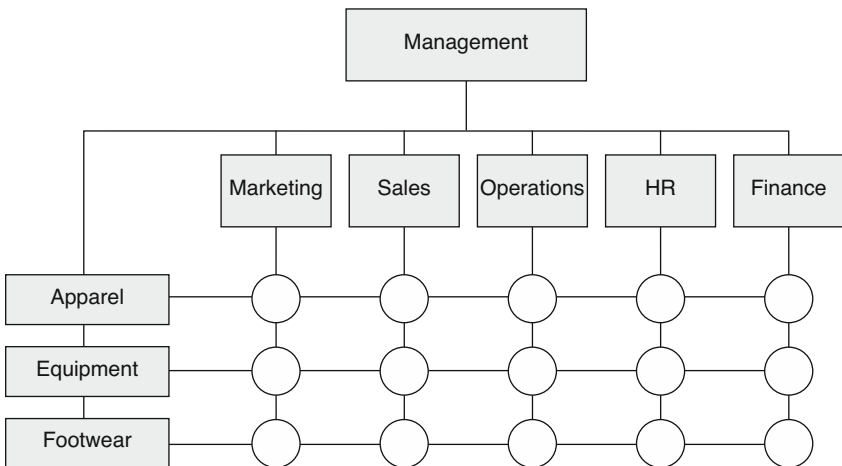 Management
Marketing
Sales
Operations
HR
Finance
Apparel
Equipment
Footwear